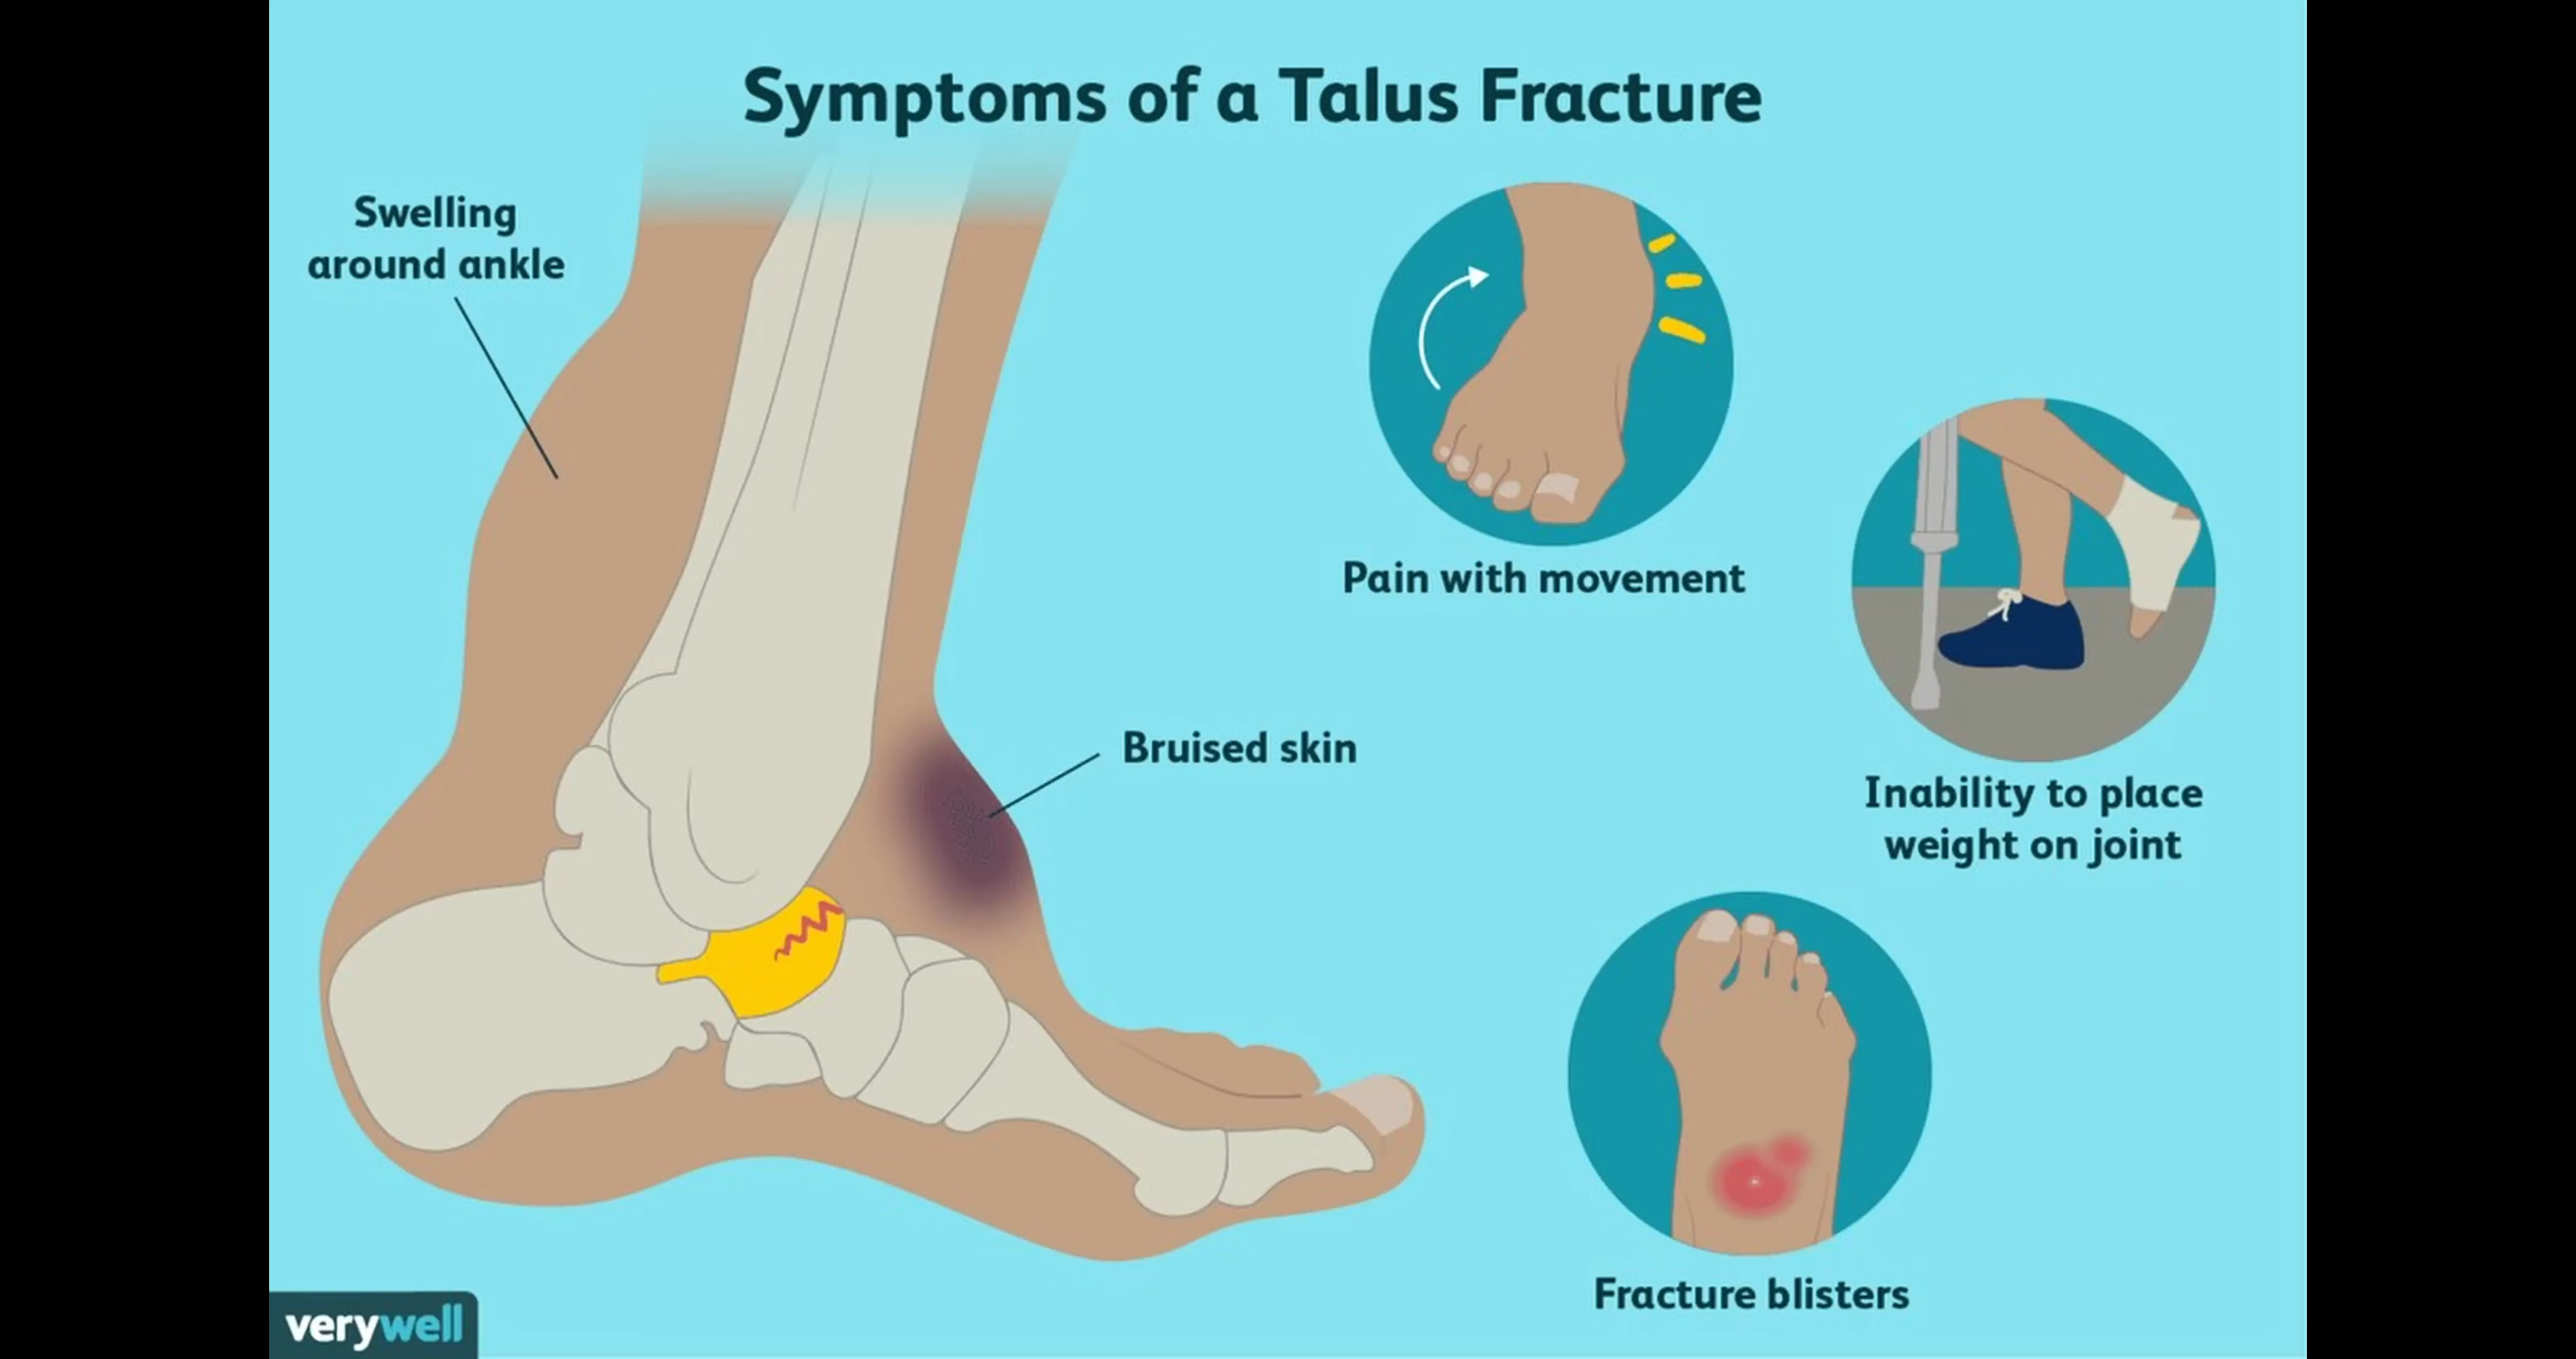 Symptoms of a Talus Fracture
Swelling
around ankle
Pain with movement
Bruised skin
Inability to place
weight on joint
Fracture blisters
verywell